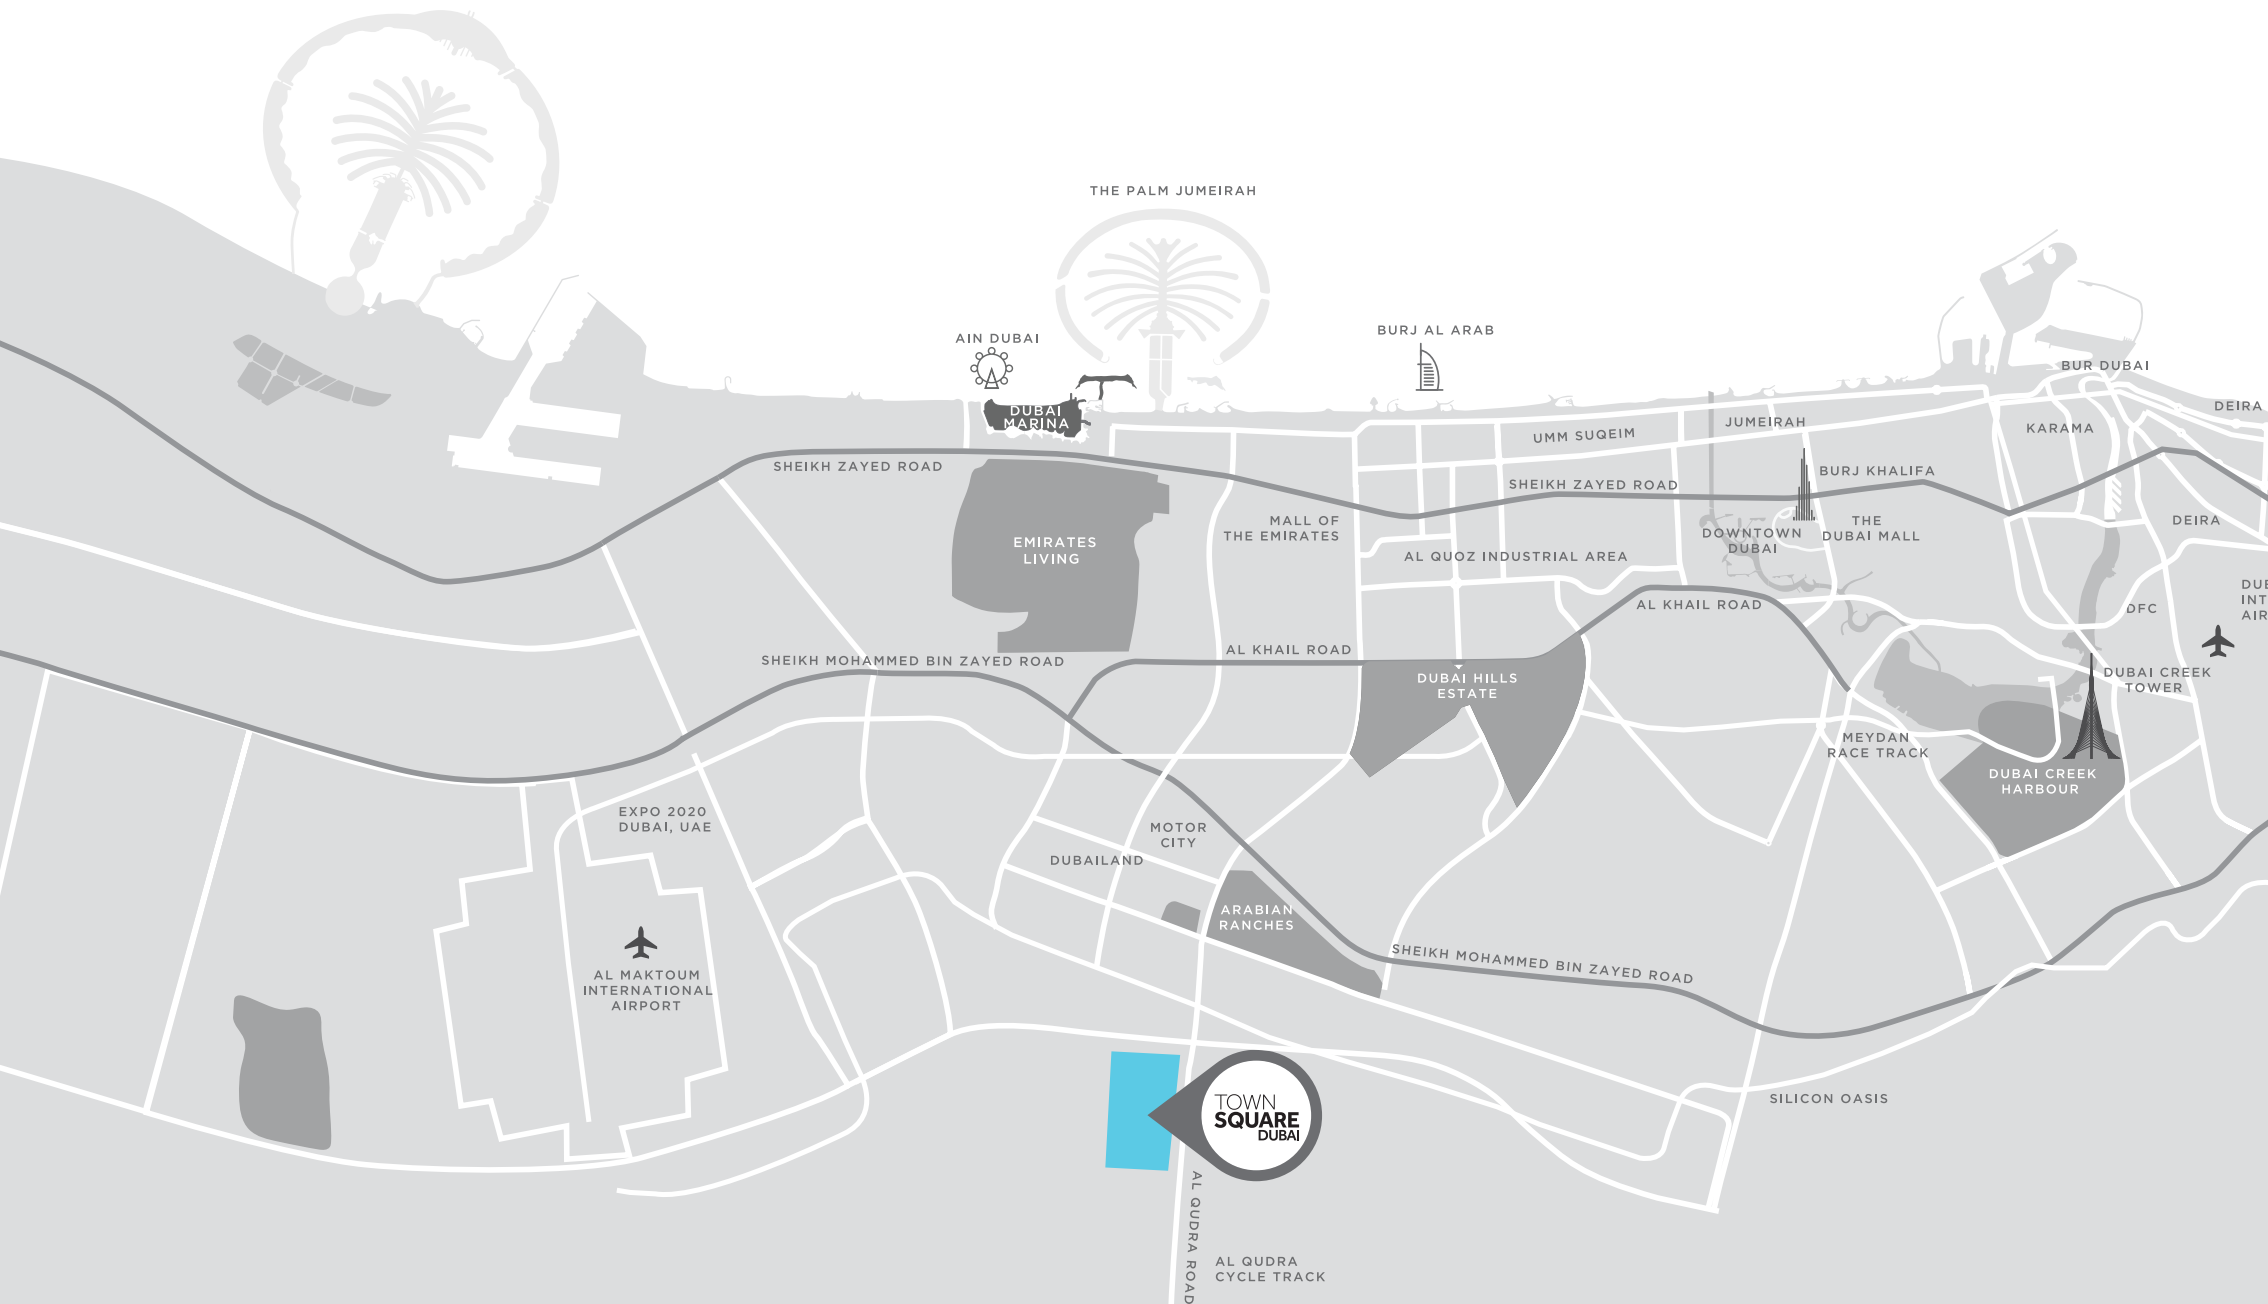 THE PALM JUMEIRAH
AIN DUBAI
BURJ AL ARAB
BUR DUBAI
DEIRA
DUBAI
MARINA
JUMEIRAH
KARAMA
UMM SUQEIM
SHEIKH ZAYED ROAD
BURJ KHALIFA
SHEIKH ZAYED ROAD
MALL OF
THE EMIRATES
THE
DUBAI MALL
DEIRA
DOWNTOWN
DUBAI
EMIRATES
LIVING
AL QUOZ INDUSTRIAL AREA
AL KHAIL ROAD
DFC
AL KHAIL ROAD
SHEIKH MOHAMMED BIN ZAYED ROAD
DUBAI HILLS
ESTATE
DUBAI CREEK
TOWER
MEYDAN
RACE TRACK
DUBAI CREEK
HARBOUR
EXPO 2020
DUBAI, UAE
MOTOR
CITY
DUBAILAND
ARABIAN
RANCHES
SHEIKH MOHAMMED BIN ZAYED ROAD
AL MAKTOUM
INTERNATIONAL
AIRPORT
TOWN
SQUARE
DUBAI
SILICON OASIS
AL QUDRA ROAD
AL QUDRA
CYCLE TRACK